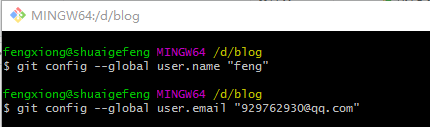 MINGW64:/d/blog
fengxiong@shuaigefeng MINGW64 /d/blog
$ git config --global user.name "feng"
fengxiong@shuaigefeng MINGW64 /d/blog
$ git config --global user.email "929762930@qq.com"